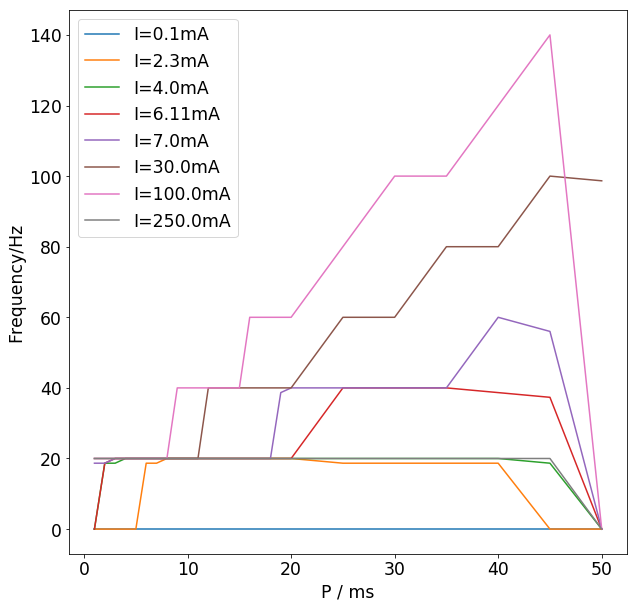 140
120
100
80
60
40
20
0
Frequency/Hz
I=0.1mA
I=2.3mA
I=4.0mA
I=6.11mA
I=7.0mA
I=30.0mA
I=100.0mA
I=250.0mA
0 10 20 30 40 50
P / ms